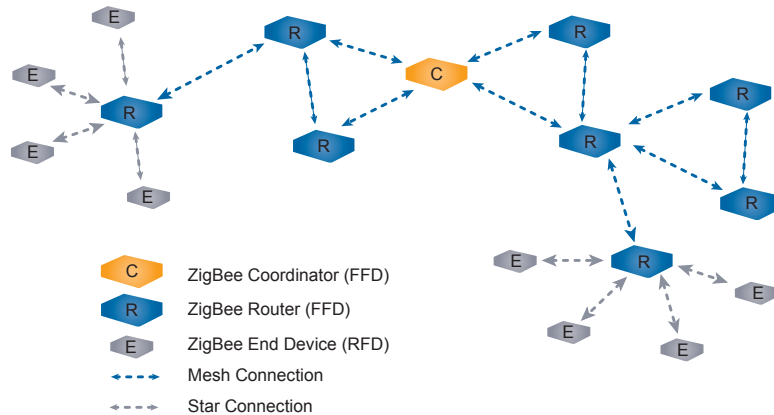 E
R
R
E
C
R
E
R
R
R
E
R
E
R
E
R
E
E
E
C ZigBee Coordinator (FFD)
R ZigBee Router (FFD)
E ZigBee End Device (RFD)
Mesh Connection
Star Connection